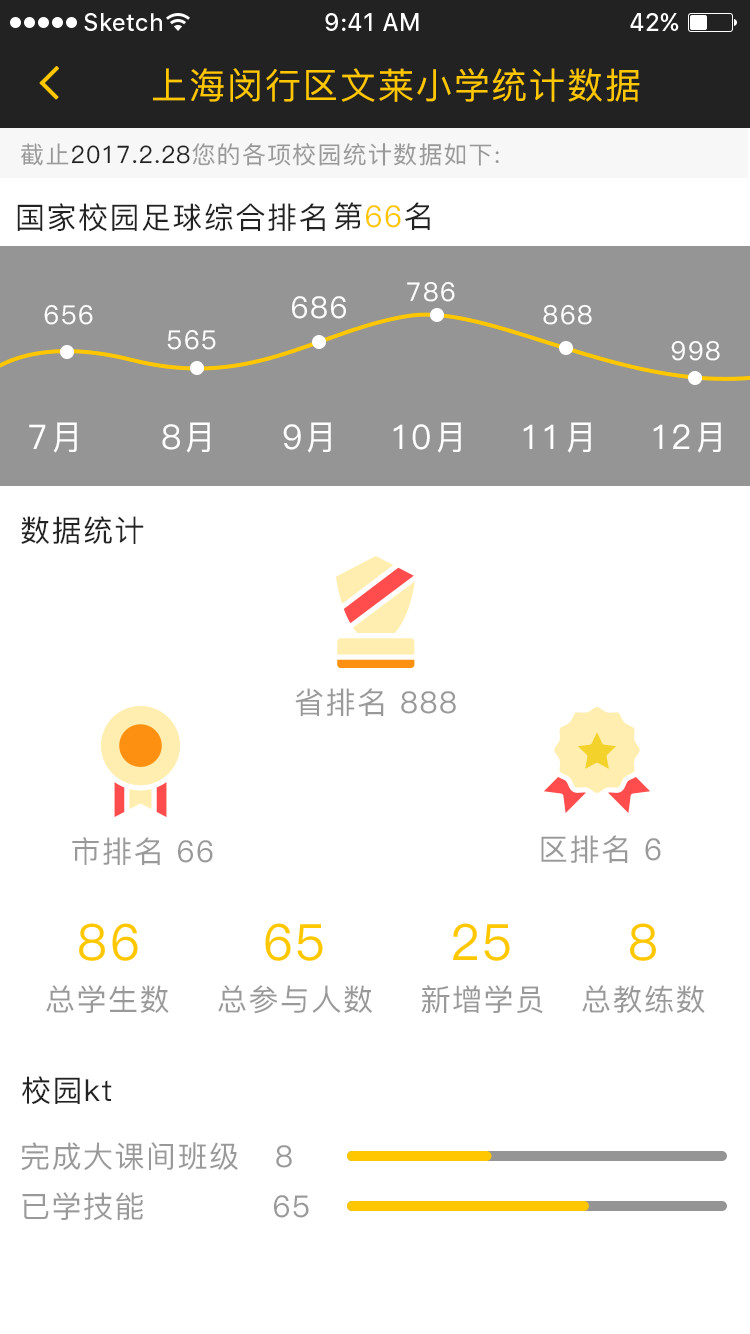 ●●●●● Sketch 9:41 AM 42%
上海闵行区文莱小学统计数据
截止2017.2.28您的各项校园统计数据如下:
国家校园足球综合排名第66名
656 565 686 786 868 998
7月 8月 9月 10月 11月 12月
数据统计
省排名 888
市排名 66 区排名 6
86 65 25 8
总学生数 总参与人数 新增学员 总教练数
校园kt
完成大课间班级 8
已学技能 65